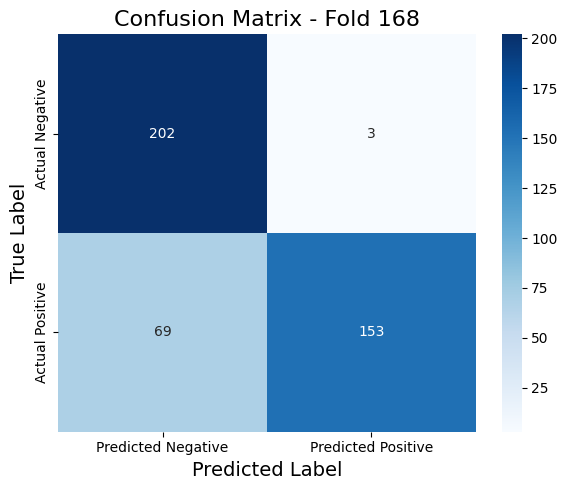 Confusion Matrix - Fold 168
True Label
Actual Negative
Actual Positive
202
3
69
153
Predicted Negative
Predicted Positive
Predicted Label
200
175
150
125
100
75
50
25